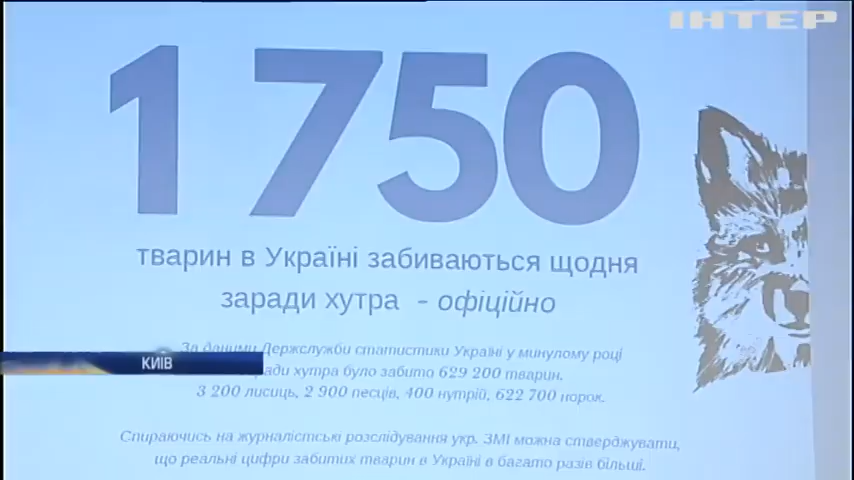 ІНТЕР
1 750
тварин в Україні забиваються щодня
заради хутра - офіційно
За даними Держслужби статистики Україні у минулому році
хутра було забито 629 200 тварин.
3 200 лисиць, 2 900 песців, 400 нутрій, 622 700 норок.
КИЇВ
Спираючись на журналістські розслідування укр. ЗМІ можна стверджувати,
що реальні цифри забитих тварин в Україні в багато разів більші.